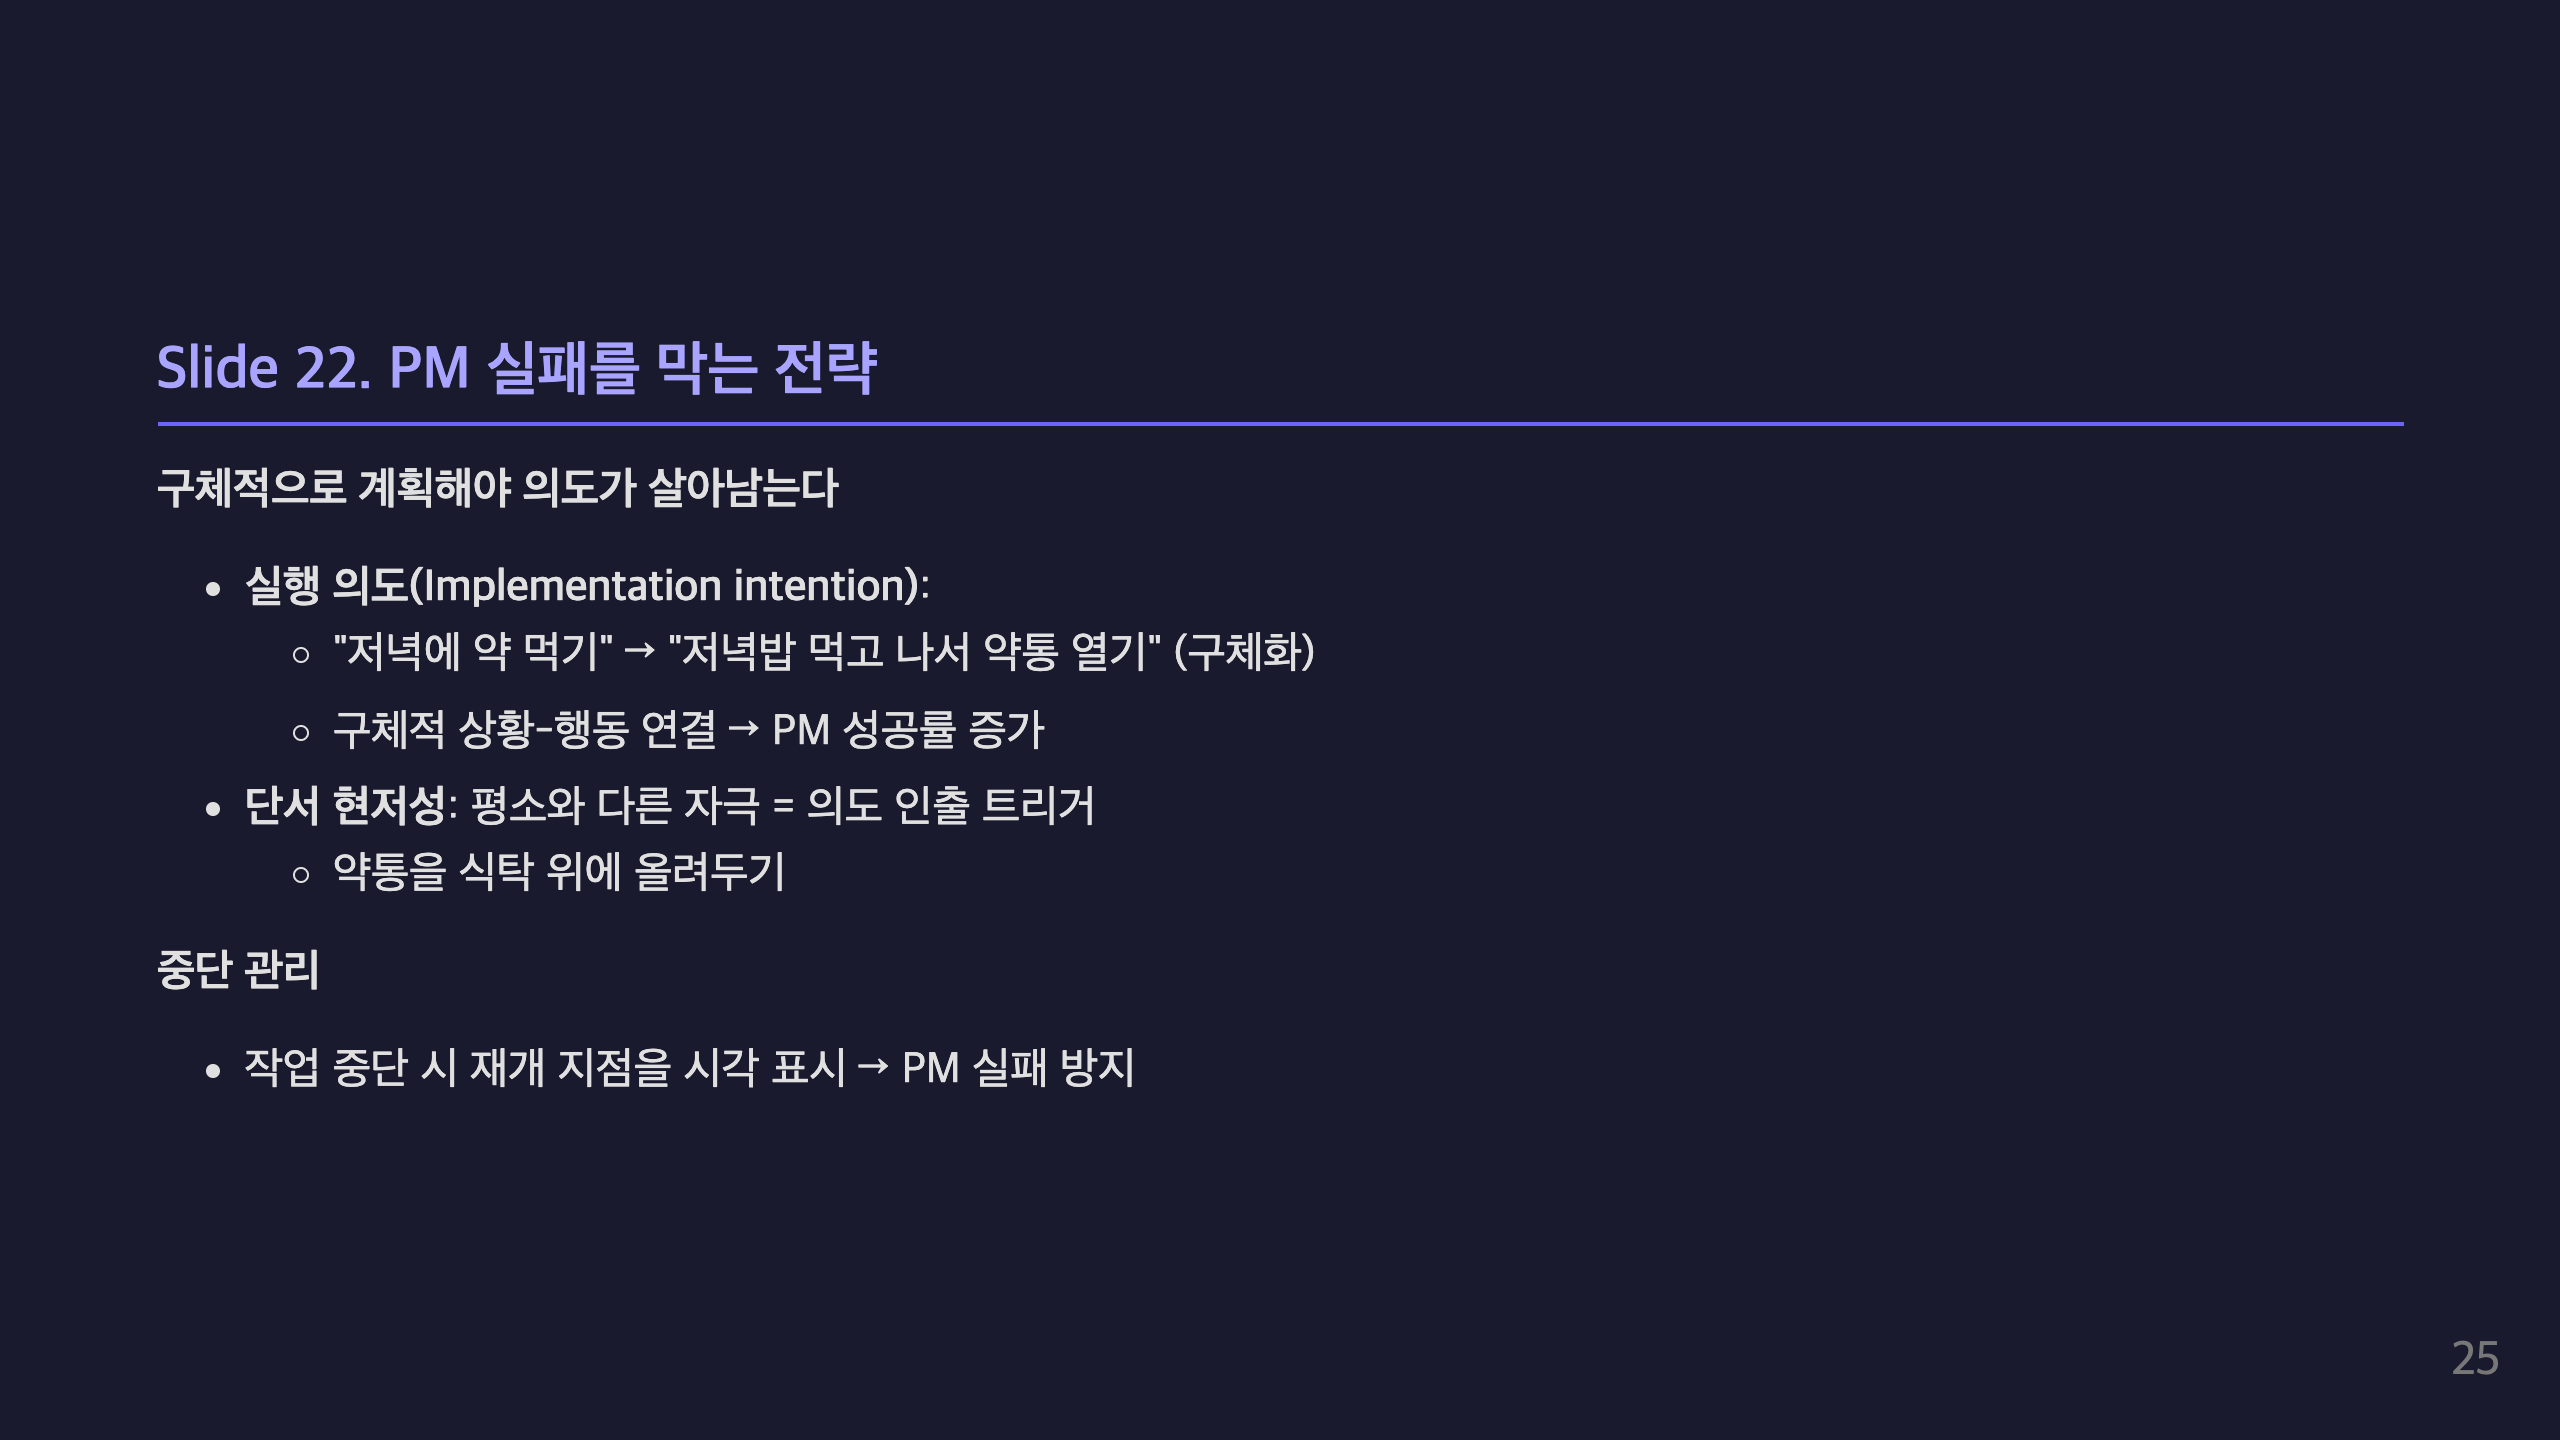 Slide 22. PM 실패를 막는 전략
구체적으로 계획해야 의도가 살아남는다
• 실행 의도(Implementation intention):
◦ "저녁에 약 먹기" → "저녁밥 먹고 나서 약통 열기" (구체화)
◦ 구체적 상황-행동 연결 → PM 성공률 증가
• 단서 현저성: 평소와 다른 자극 = 의도 인출 트리거
◦ 약통을 식탁 위에 올려두기
중단 관리
• 작업 중단 시 재개 지점을 시각 표시 → PM 실패 방지
25